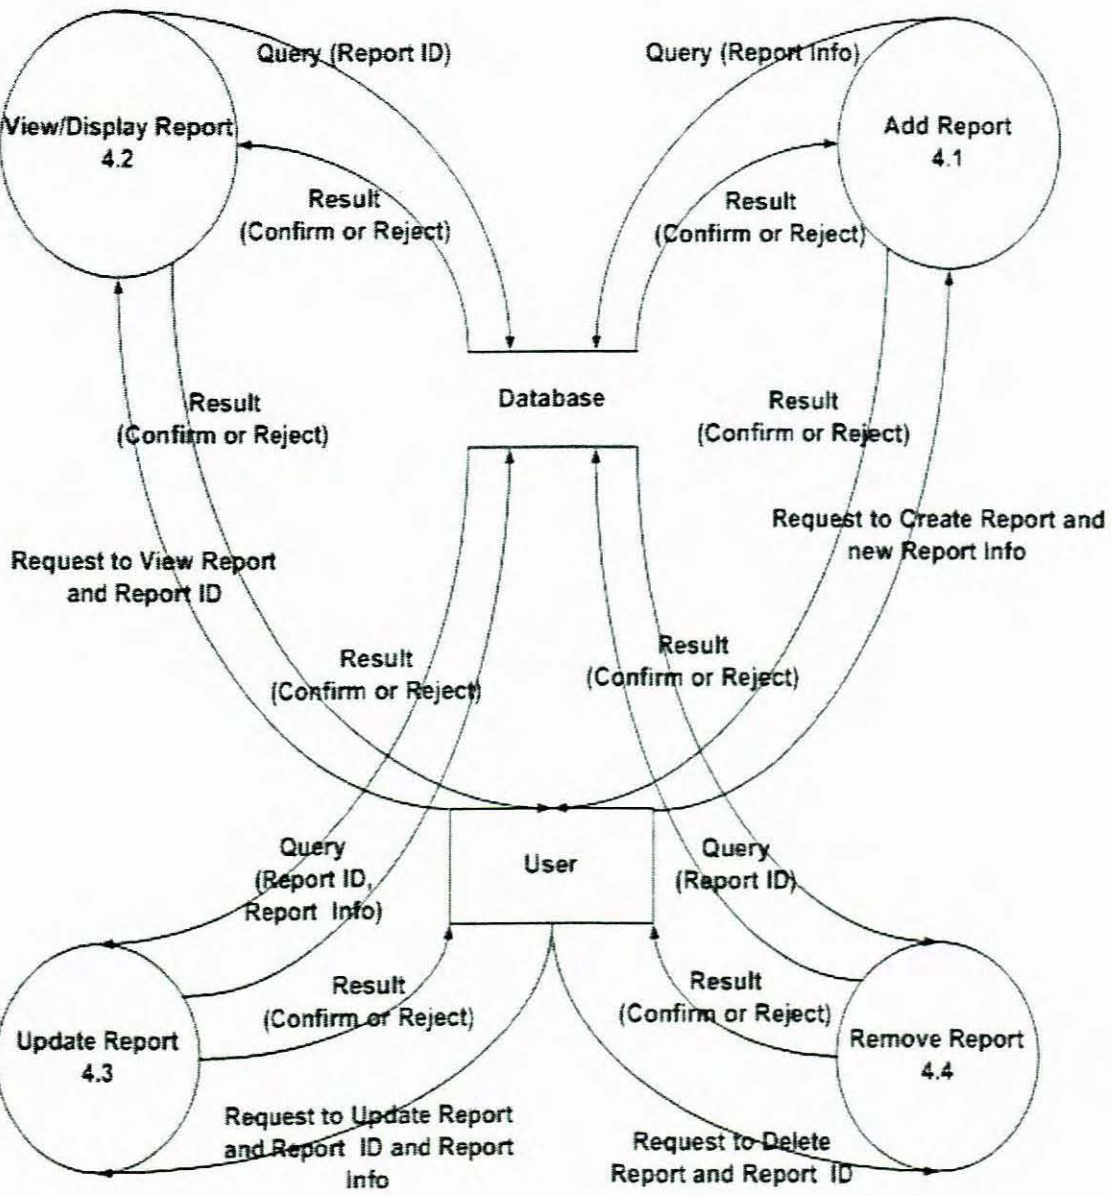 Query (Report ID)
Query (Report Info)
View/Display Report
4.2
Add Report
4.1
Result
(Confirm or Reject)
Result
(Confirm or Reject)
Database
Result
(Confirm or Reject)
Result
(Confirm or Reject)
Request to View Report
and Report ID
Request to Create Report and
new Report Info
Result
(Confirm or Reject)
Result
(Confirm or Reject)
User
Query
(Report ID,
Report Info)
Query
(Report ID)
Result
(Confirm or Reject)
Result
(Confirm or Reject)
Update Report
4.3
Remove Report
4.4
Request to Update Report
and Report ID and Report
Info
Request to Delete
Report and Report ID